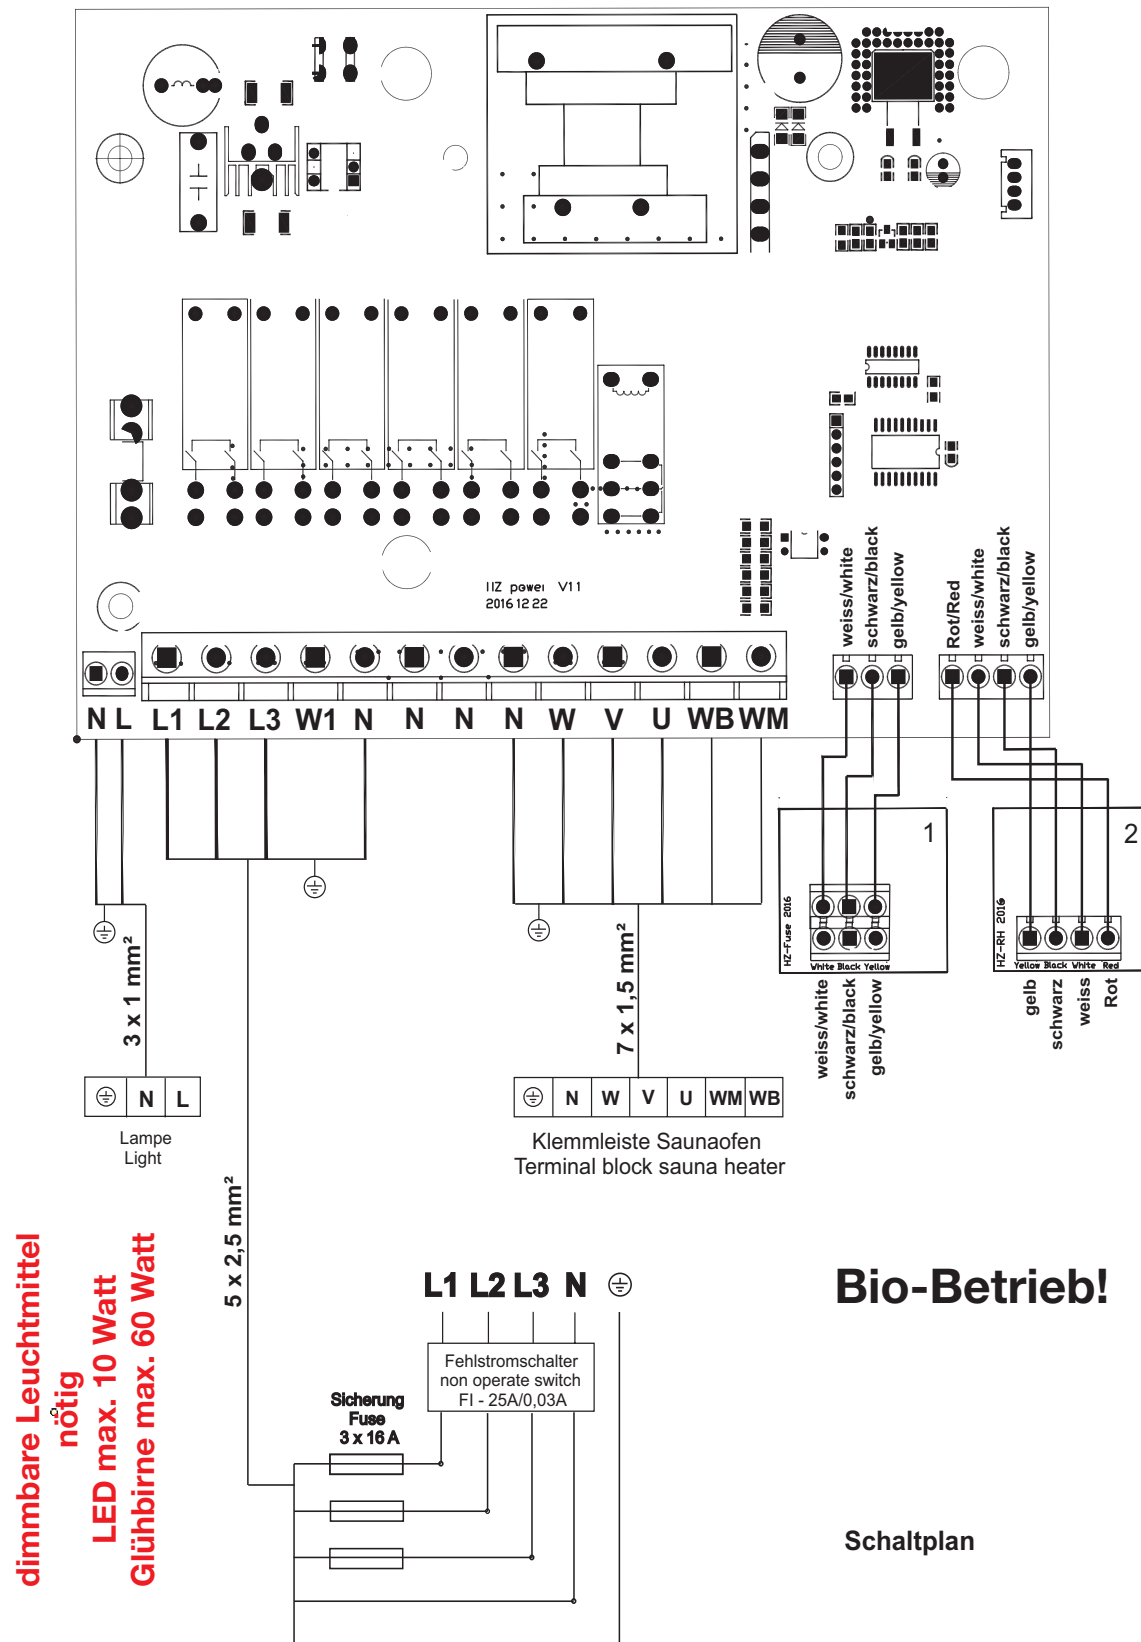 IIZ power V11
2016 12 22
weiss/white
schwarz/black
gelb/yellow
Rot/Red
weiss/white
schwarz/black
gelb/yellow
N L L1 L2 L3 W1 N N N N W V U WB WM
1
HZ-Fuse 2016
White Black Yellow
weiss/white
schwarz/black
gelb/yellow
2
HZ-RH 2016
Yellow Black White Red
gelb
schwarz
weiss
Rot
3 x 1 mm²
7 x 1,5 mm²
N L
Lampe
Light
N W V U WM WB
Klemmleiste Saunaofen
Terminal block sauna heater
5 x 2,5 mm²
L1 L2 L3 N
Fehlstromschalter
non operate switch
FI - 25A/0,03A
Sicherung
Fuse
3 x 16 A
Bio-Betrieb!
Schaltplan
dimmbare Leuchtmittel
nötig
LED max. 10 Watt
Glühbirne max. 60 Watt